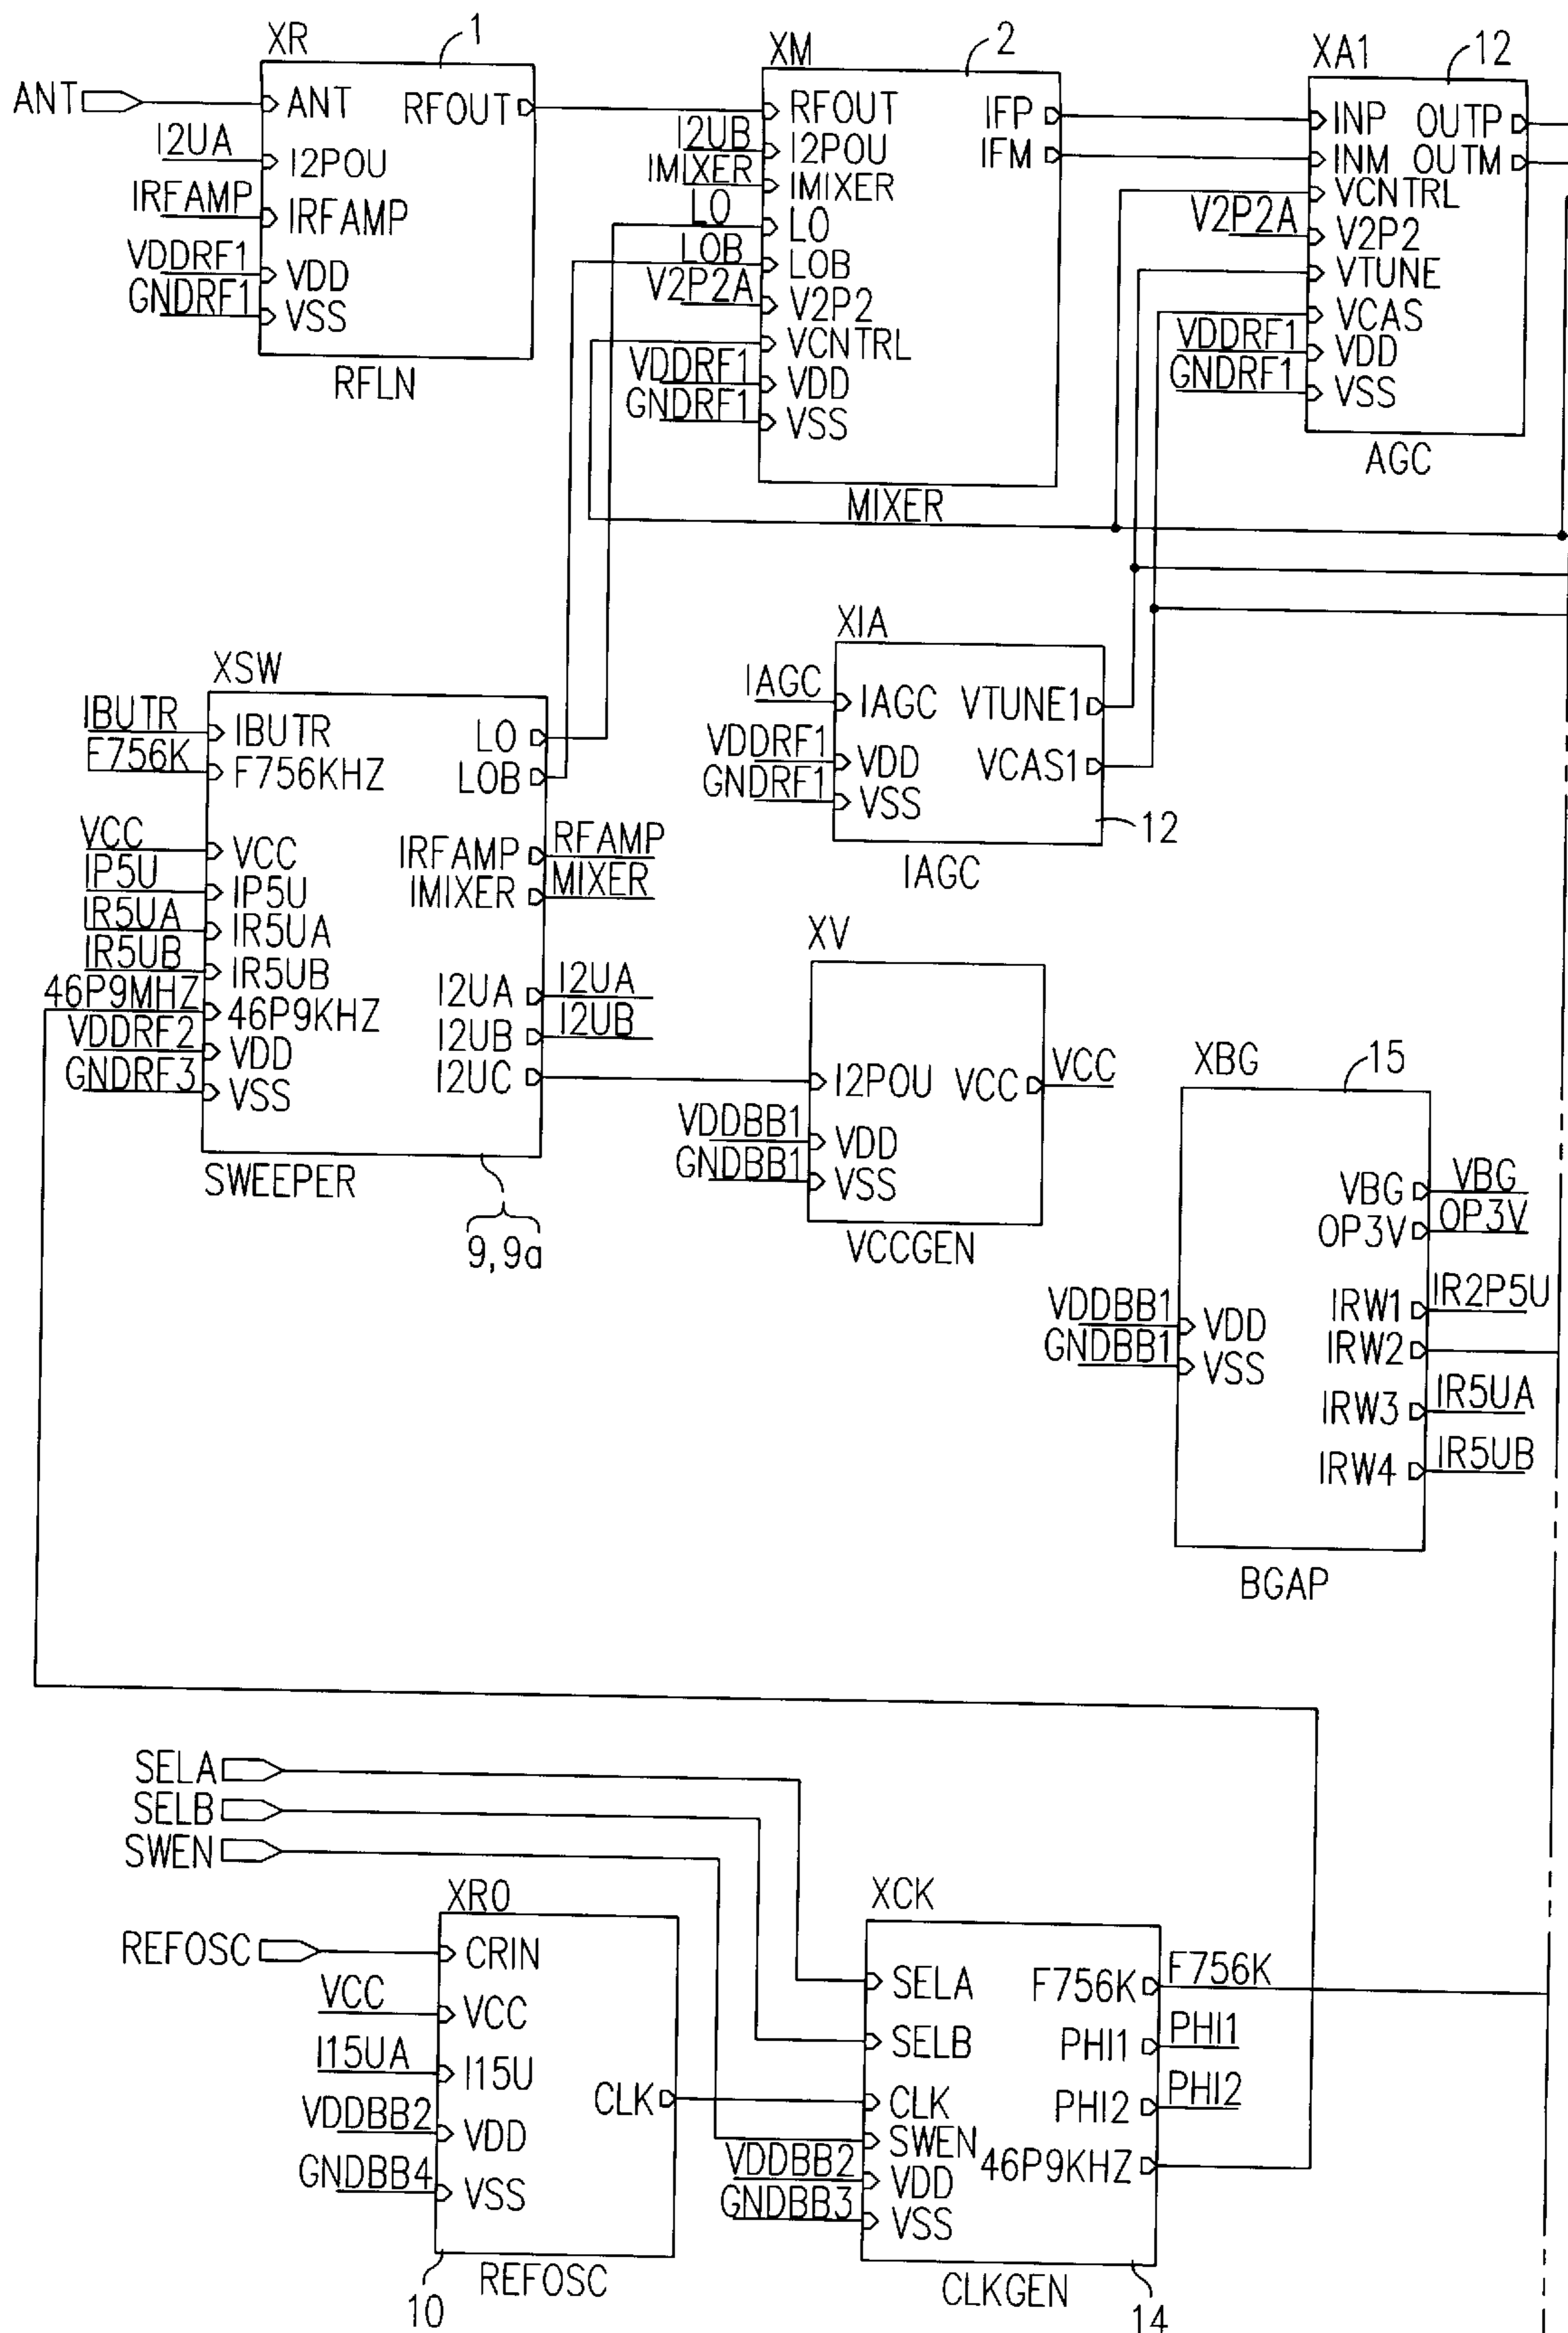 XR
1
ANT
ANT
RFOUT
I2UA
I2POU
IRFAMP
IRFAMP
VDDRF1
VDD
GNDRF1
VSS
RFLN
XM
2
RFOUT
IFP
I2UB
I2POU
IFM
IMIXER
IMIXER
LO
LO
LOB
LOB
V2P2A
V2P2
VCNTRL
VDDRF1
VDD
GNDRF1
VSS
MIXER
XA1
12
INP
OUTP
INM
OUTM
VCNTRL
V2P2A
V2P2
VTUNE
VCAS
VDDRF1
VDD
GNDRF1
VSS
AGC
XIA
IAGC
IAGC
VTUNE1
VDDRF1
VDD
VCAS1
GNDRF1
VSS
12
IAGC
XSW
IBUTR
IBUTR
LO
F756K
F756KHZ
LOB
VCC
VCC
IRFAMP
RFAMP
IP5U
IP5U
IMIXER
MIXER
IR5UA
IR5UA
IR5UB
IR5UB
I2UA
I2UA
46P9MHZ
46P9KHZ
I2UB
I2UB
VDDRF2
VDD
I2UC
GNDRF3
VSS
SWEEPER
9,9a
XV
I2POU
VCC
VCC
VDDBB1
VDD
GNDBB1
VSS
VCCGEN
XBG
15
VBG
VBG
OP3V
OP3V
IRW1
IR2P5U
VDDBB1
VDD
IRW2
GNDBB1
VSS
IRW3
IR5UA
IRW4
IR5UB
BGAP
SELA
SELB
SWEN
XRO
REFOSC
CRIN
VCC
VCC
I15UA
I15U
CLK
VDDBB2
VDD
GNDBB4
VSS
10
REFOSC
XCK
SELA
F756K
F756K
SELB
PHI1
PHI1
CLK
PHI2
PHI2
SWEN
46P9KHZ
VDDBB2
VDD
GNDBB3
VSS
CLKGEN
14